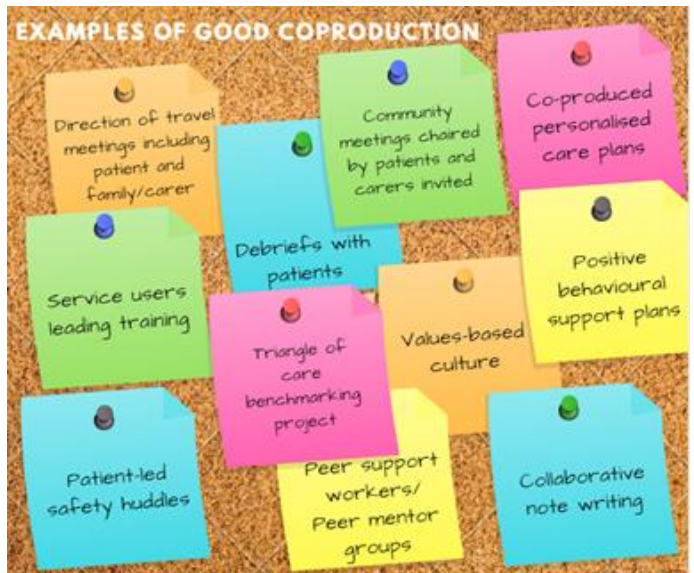 EXAMPLES OF GOOD COPRODUCTION
Direction of travel
meetings including
patient and
family/carer
Community
meetings chaired
by patients and
carers invited
Co-produced
personalised
care plans
Debriefs with
patients
Service users
leading training
Triangle of
care
benchmarking
project
Values-based
culture
Positive
behavioural
support plans
Patient-led
safety huddles
Peer support
workers/
Peer mentor
groups
Collaborative
note writing